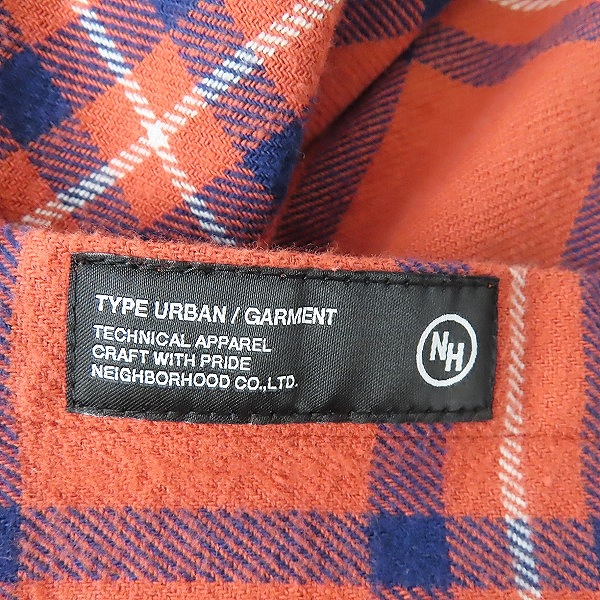 TYPE URBAN / GARMENT
TECHNICAL APPAREL
CRAFT WITH PRIDE
NEIGHBORHOOD CO.,LTD.
NH